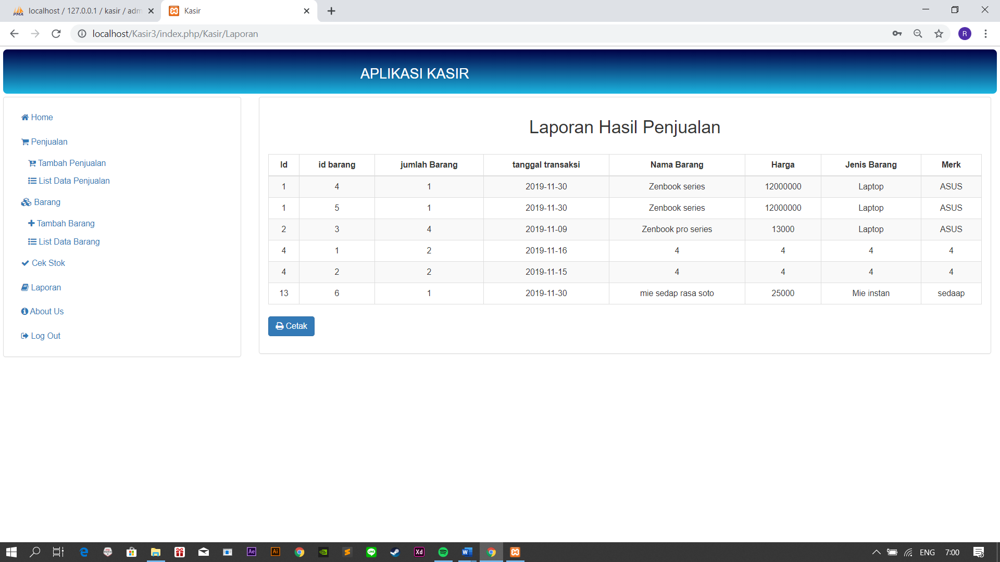 localhost / 127.0.0.1 / kasir / adm
Kasir
localhost/Kasir3/index.php/Kasir/Laporan
R
APLIKASI KASIR
Home
Penjualan
Tambah Penjualan
List Data Penjualan
Barang
Tambah Barang
List Data Barang
Cek Stok
Laporan
About Us
Log Out
Laporan Hasil Penjualan
Id id barang jumlah Barang tanggal transaksi Nama Barang Harga Jenis Barang Merk
1 4 1 2019-11-30 Zenbook series 12000000 Laptop ASUS
1 5 1 2019-11-30 Zenbook series 12000000 Laptop ASUS
2 3 4 2019-11-09 Zenbook pro series 13000 Laptop ASUS
4 1 2 2019-11-16 4 4 4 4
4 2 2 2019-11-15 4 4 4 4
13 6 1 2019-11-30 mie sedap rasa soto 25000 Mie instan sedaap
Cetak
ENG 7:00